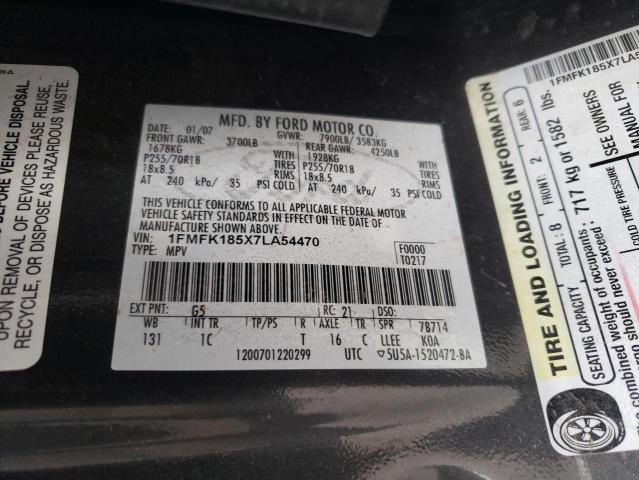 S BEFORE VEHICLE DISPOSAL
UPON REMOVAL OF DEVICES PLEASE REUSE,
RECYCLE, OR DISPOSE AS HAZARDOUS WASTE.
MFD. BY FORD MOTOR CO.
DATE: 01/07 GVWR: 7900LB/ 3583KG
FRONT GAWR: 3700LB REAR GAWR: 4250LB
1678KG WITH 1928KG WITH
P255/70R18 TIRES P255/70R18 TIRES
18x8.5 RIMS 18x8.5 RIMS
AT 240 kPa/ 35 PSI COLD AT 240 kPa/ 35 PSI COLD
THIS VEHICLE CONFORMS TO ALL APPLICABLE FEDERAL MOTOR
VEHICLE SAFETY STANDARDS IN EFFECT ON THE DATE OF
MANUFACTURE SHOWN ABOVE.
VIN: 1FMFK185X7LA54470
TYPE: MPV F0000
T0217
EXT PNT: G5 RC: 21 DSO:
WB INT TR TP/PS R AXLE TR SPR 7B714
131 1C T 16 C LLEE K0A
1200701220299 UTC ▽5U5A-1520472-BA
1FMFK185X7LA5
TIRE AND LOADING INFORMATION
SEATING CAPACITY TOTAL: 8 FRONT: 2 REAR: 6
combined weight of occupants
should never exceed: 717 kg or 1582 lbs.
COLD TIRE PRESSURE
SEE OWNERS
MANUAL FOR